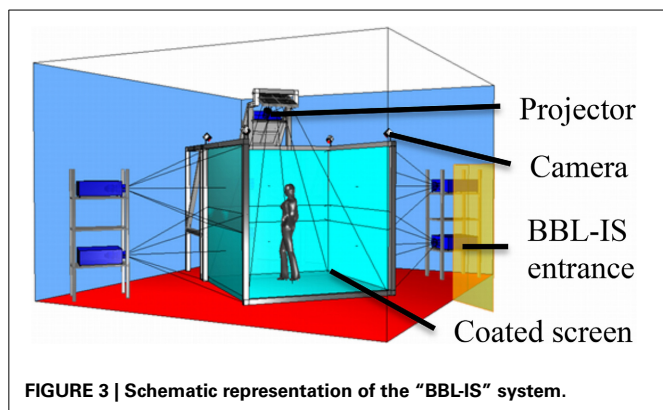 Projector
Camera
BBL-IS
entrance
Coated screen
FIGURE 3 | Schematic representation of the “BBL-IS” system.